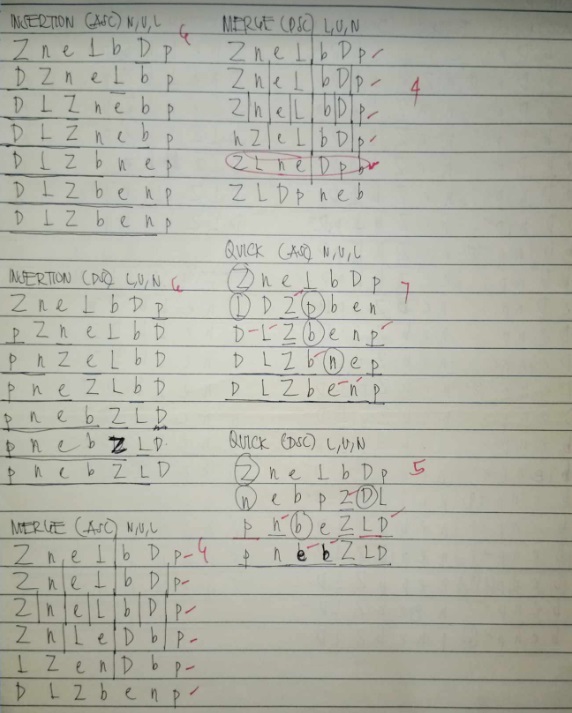 INSERTION (ASC) N,U,L 6
Z n e L b D p
D Z n e L b p
D L Z n e b p
D L Z n e b p
D L Z b n e p
D L Z b e n p
D L Z b e n p
INSERTION (DSC) L,U,N 6
Z n e L b D p
p Z n e L b D
p n Z e L b D
p n e Z L b D
p n e b Z L D
p n e b Z L D
p n e b Z L D
MERGE (ASC) N,U,L
Z n e L b D p 4
Z n e L b D p
Z n e L b D p
Z n L e D b p
L Z e n D b p
D L Z b e n p
MERGE (DSC) L,U,N
Z n e L b D p
Z n e L b D p 4
Z n e L b D p
n Z e L b D p
Z L n e D p b
Z L D p n e b
QUICK (ASC) N,U,L
Z n e L b D p 7
L D Z p b e n
D L Z b e n p
D L Z b n e p
D L Z b e n p
QUICK (DSC) L,U,N
Z n e L b D p 5
n e b p Z D L
p n b e Z L D
p n e b Z L D